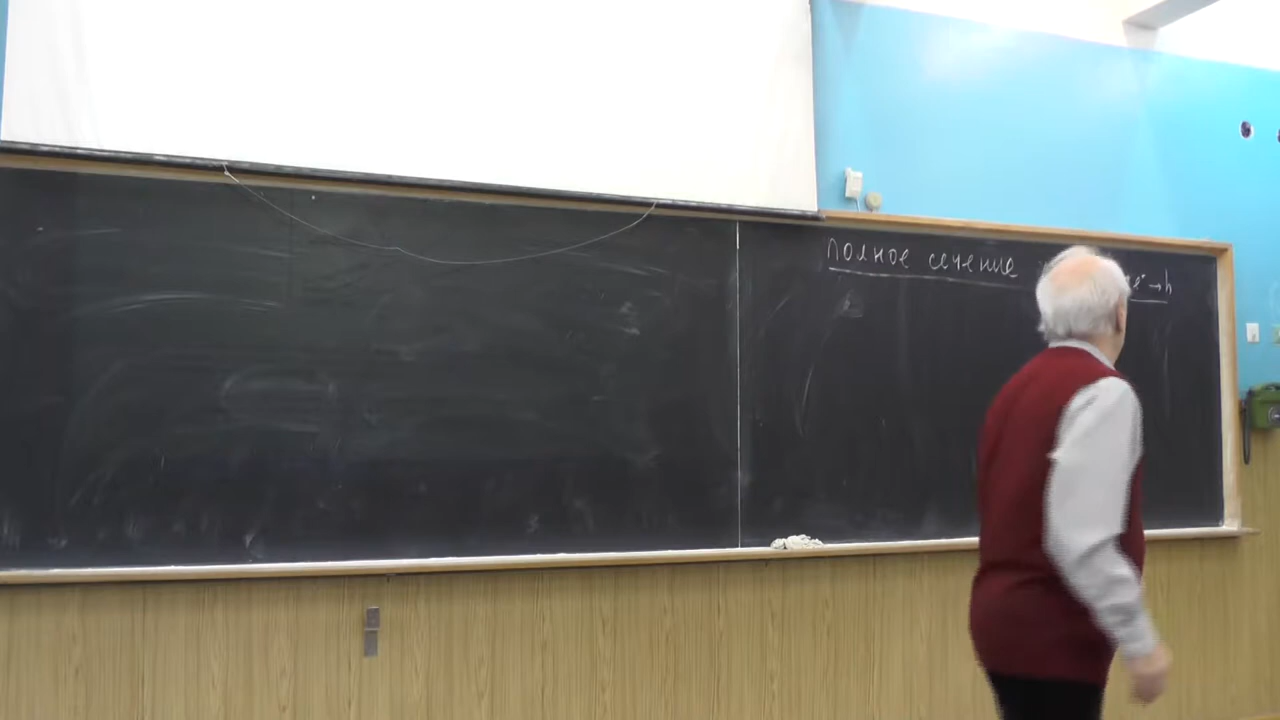 полное сечение e⁻ → h